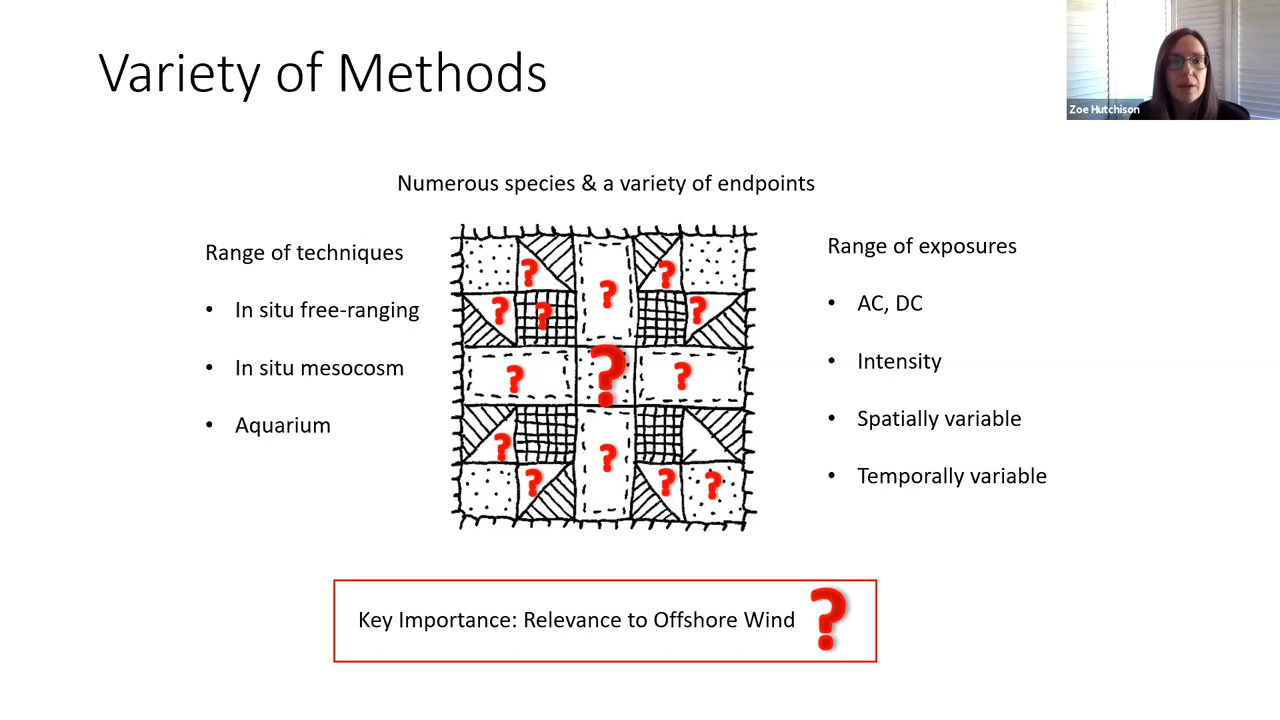 Variety of Methods
Zoe Hutchison
Numerous species & a variety of endpoints
Range of techniques
• In situ free-ranging
• In situ mesocosm
• Aquarium
? ? ? ? ? ? ? ? ? ? ? ? ? ? ?
Range of exposures
• AC, DC
• Intensity
• Spatially variable
• Temporally variable
Key Importance: Relevance to Offshore Wind ?